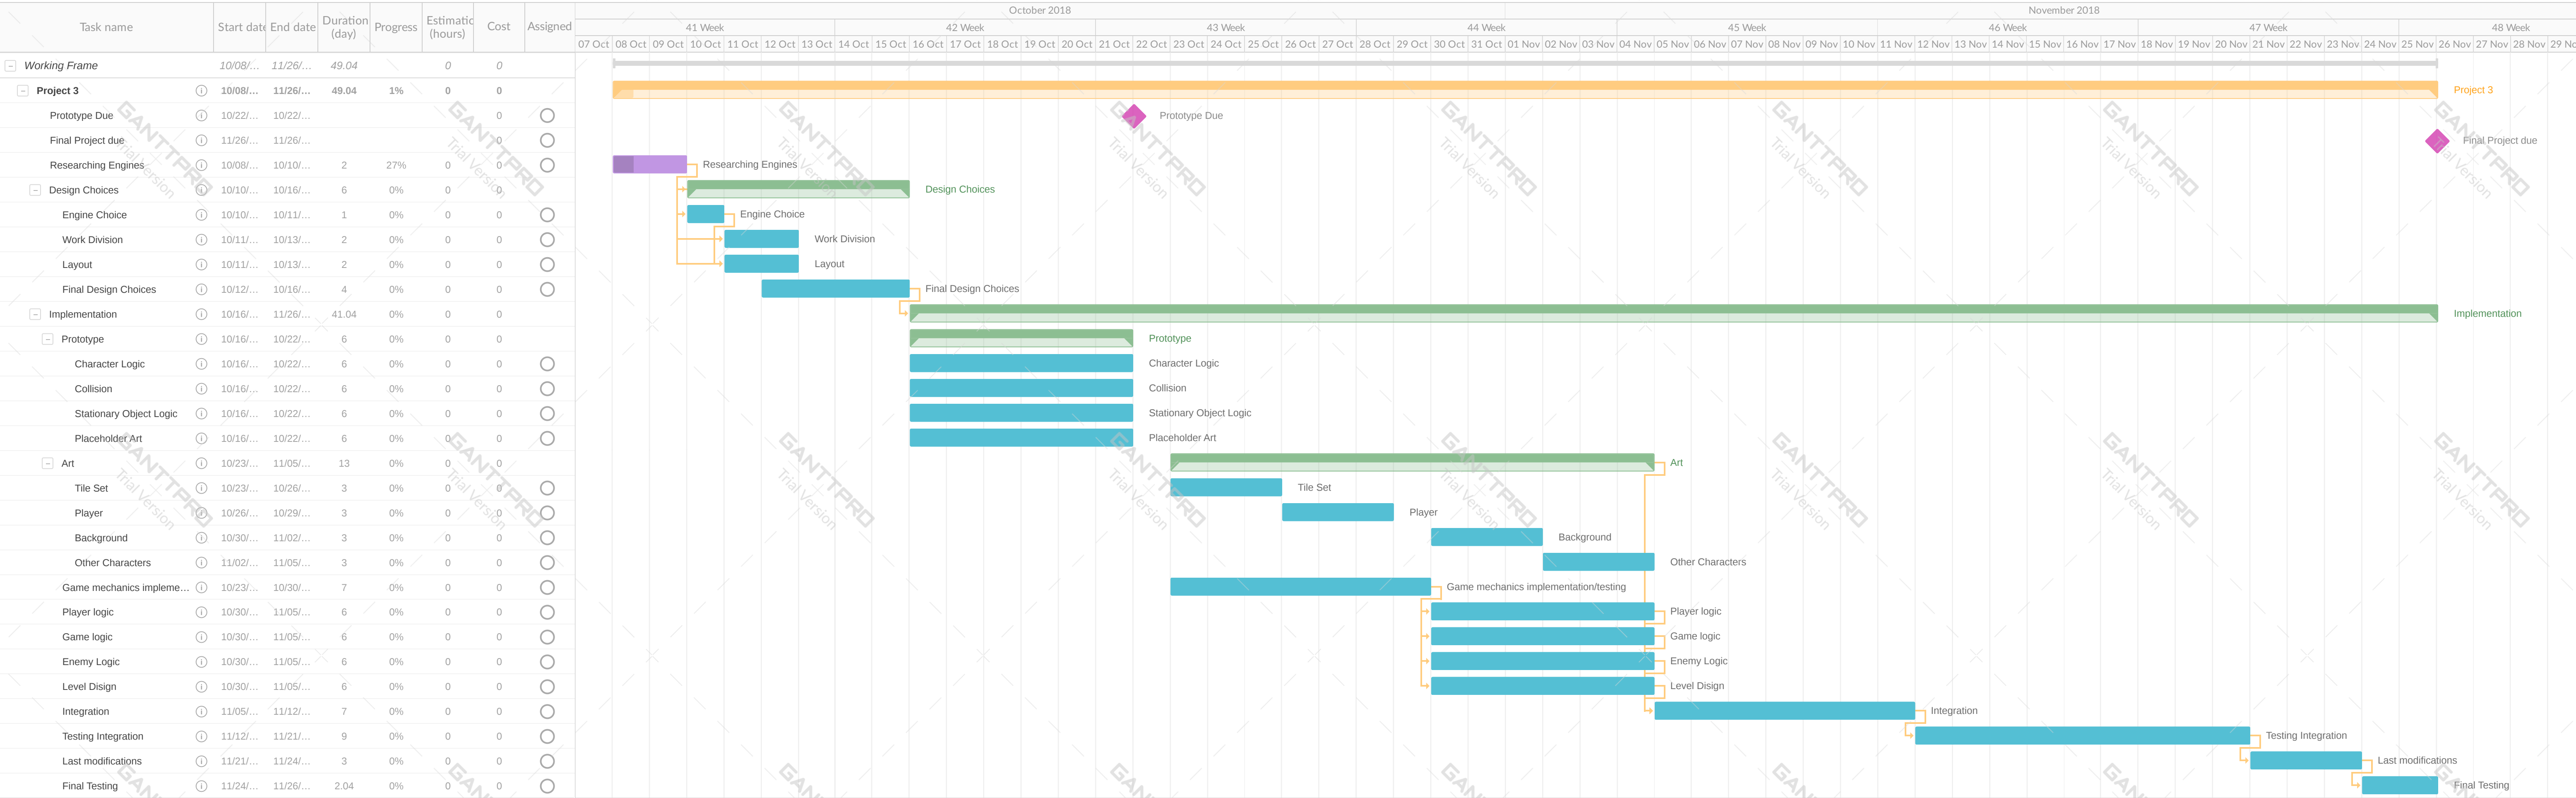 Task name Start date End date Duration (day) Progress Estimatic (hours) Cost Assigned
October 2018 November 2018
41 Week 42 Week 43 Week 44 Week 45 Week 46 Week 47 Week 48 Week
07 Oct 08 Oct 09 Oct 10 Oct 11 Oct 12 Oct 13 Oct 14 Oct 15 Oct 16 Oct 17 Oct 18 Oct 19 Oct 20 Oct 21 Oct 22 Oct 23 Oct 24 Oct 25 Oct 26 Oct 27 Oct 28 Oct 29 Oct 30 Oct 31 Oct 01 Nov 02 Nov 03 Nov 04 Nov 05 Nov 06 Nov 07 Nov 08 Nov 09 Nov 10 Nov 11 Nov 12 Nov 13 Nov 14 Nov 15 Nov 16 Nov 17 Nov 18 Nov 19 Nov 20 Nov 21 Nov 22 Nov 23 Nov 24 Nov 25 Nov 26 Nov 27 Nov 28 Nov 29 No
Working Frame 10/08/... 11/26/... 49.04 0 0
Project 3 10/08/... 11/26/... 49.04 1% 0 0 Project 3
Prototype Due 10/22/... 10/22/... 0 Prototype Due
Final Project due 11/26/... 11/26/... 0 Final Project due
Researching Engines 10/08/... 10/10/... 2 27% 0 0 Researching Engines
Design Choices 10/10/... 10/16/... 6 0% 0 0 Design Choices
Engine Choice 10/10/... 10/11/... 1 0% 0 0 Engine Choice
Work Division 10/11/... 10/13/... 2 0% 0 0 Work Division
Layout 10/11/... 10/13/... 2 0% 0 0 Layout
Final Design Choices 10/12/... 10/16/... 4 0% 0 0 Final Design Choices
Implementation 10/16/... 11/26/... 41.04 0% 0 0 Implementation
Prototype 10/16/... 10/22/... 6 0% 0 0 Prototype
Character Logic 10/16/... 10/22/... 6 0% 0 0 Character Logic
Collision 10/16/... 10/22/... 6 0% 0 0 Collision
Stationary Object Logic 10/16/... 10/22/... 6 0% 0 0 Stationary Object Logic
Placeholder Art 10/16/... 10/22/... 6 0% 0 0 Placeholder Art
Art 10/23/... 11/05/... 13 0% 0 0 Art
Tile Set 10/23/... 10/26/... 3 0% 0 0 Tile Set
Player 10/26/... 10/29/... 3 0% 0 0 Player
Background 10/30/... 11/02/... 3 0% 0 0 Background
Other Characters 11/02/... 11/05/... 3 0% 0 0 Other Characters
Game mechanics impleme... 10/23/... 10/30/... 7 0% 0 0 Game mechanics implementation/testing
Player logic 10/30/... 11/05/... 6 0% 0 0 Player logic
Game logic 10/30/... 11/05/... 6 0% 0 0 Game logic
Enemy Logic 10/30/... 11/05/... 6 0% 0 0 Enemy Logic
Level Disign 10/30/... 11/05/... 6 0% 0 0 Level Disign
Integration 11/05/... 11/12/... 7 0% 0 0 Integration
Testing Integration 11/12/... 11/21/... 9 0% 0 0 Testing Integration
Last modifications 11/21/... 11/24/... 3 0% 0 0 Last modifications
Final Testing 11/24/... 11/26/... 2.04 0% 0 0 Final Testing
GANTTPRO
Trial Version